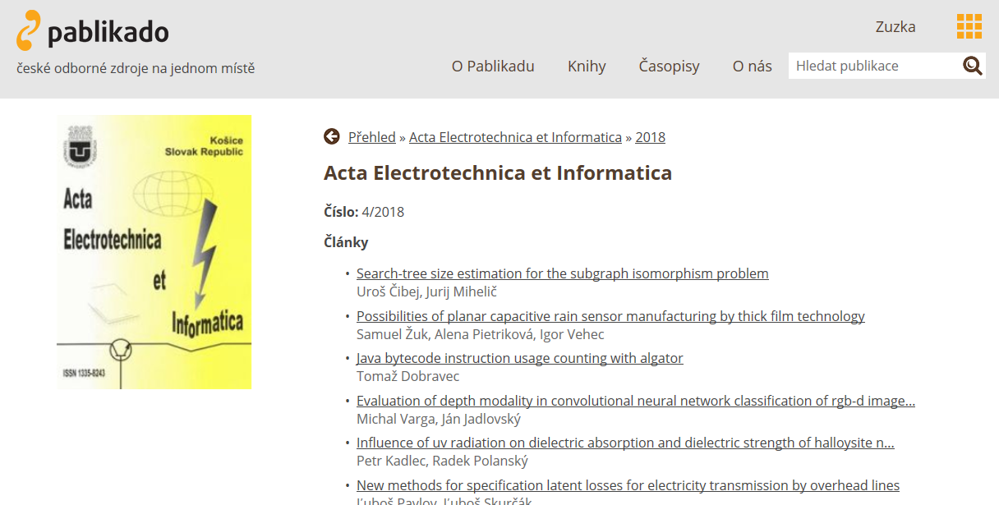 pablikado
české odborné zdroje na jednom místě
Zuzka
O Pablikadu Knihy Časopisy O nás Hledat publikace
Košice
Slovak Republic
Acta
Electrotechnica
et
Informatica
ISSN 1335-8243
Přehled » Acta Electrotechnica et Informatica » 2018
Acta Electrotechnica et Informatica
Číslo: 4/2018
Články
• Search-tree size estimation for the subgraph isomorphism problem
Uroš Čibej, Jurij Mihelič
• Possibilities of planar capacitive rain sensor manufacturing by thick film technology
Samuel Žuk, Alena Pietriková, Igor Vehec
• Java bytecode instruction usage counting with algator
Tomaž Dobravec
• Evaluation of depth modality in convolutional neural network classification of rgb-d image...
Michal Varga, Ján Jadlovský
• Influence of uv radiation on dielectric absorption and dielectric strength of halloysite n...
Petr Kadlec, Radek Polanský
• New methods for specification latent losses for electricity transmission by overhead lines
Ľuboš Pavlov, Ľuboš Skurčák